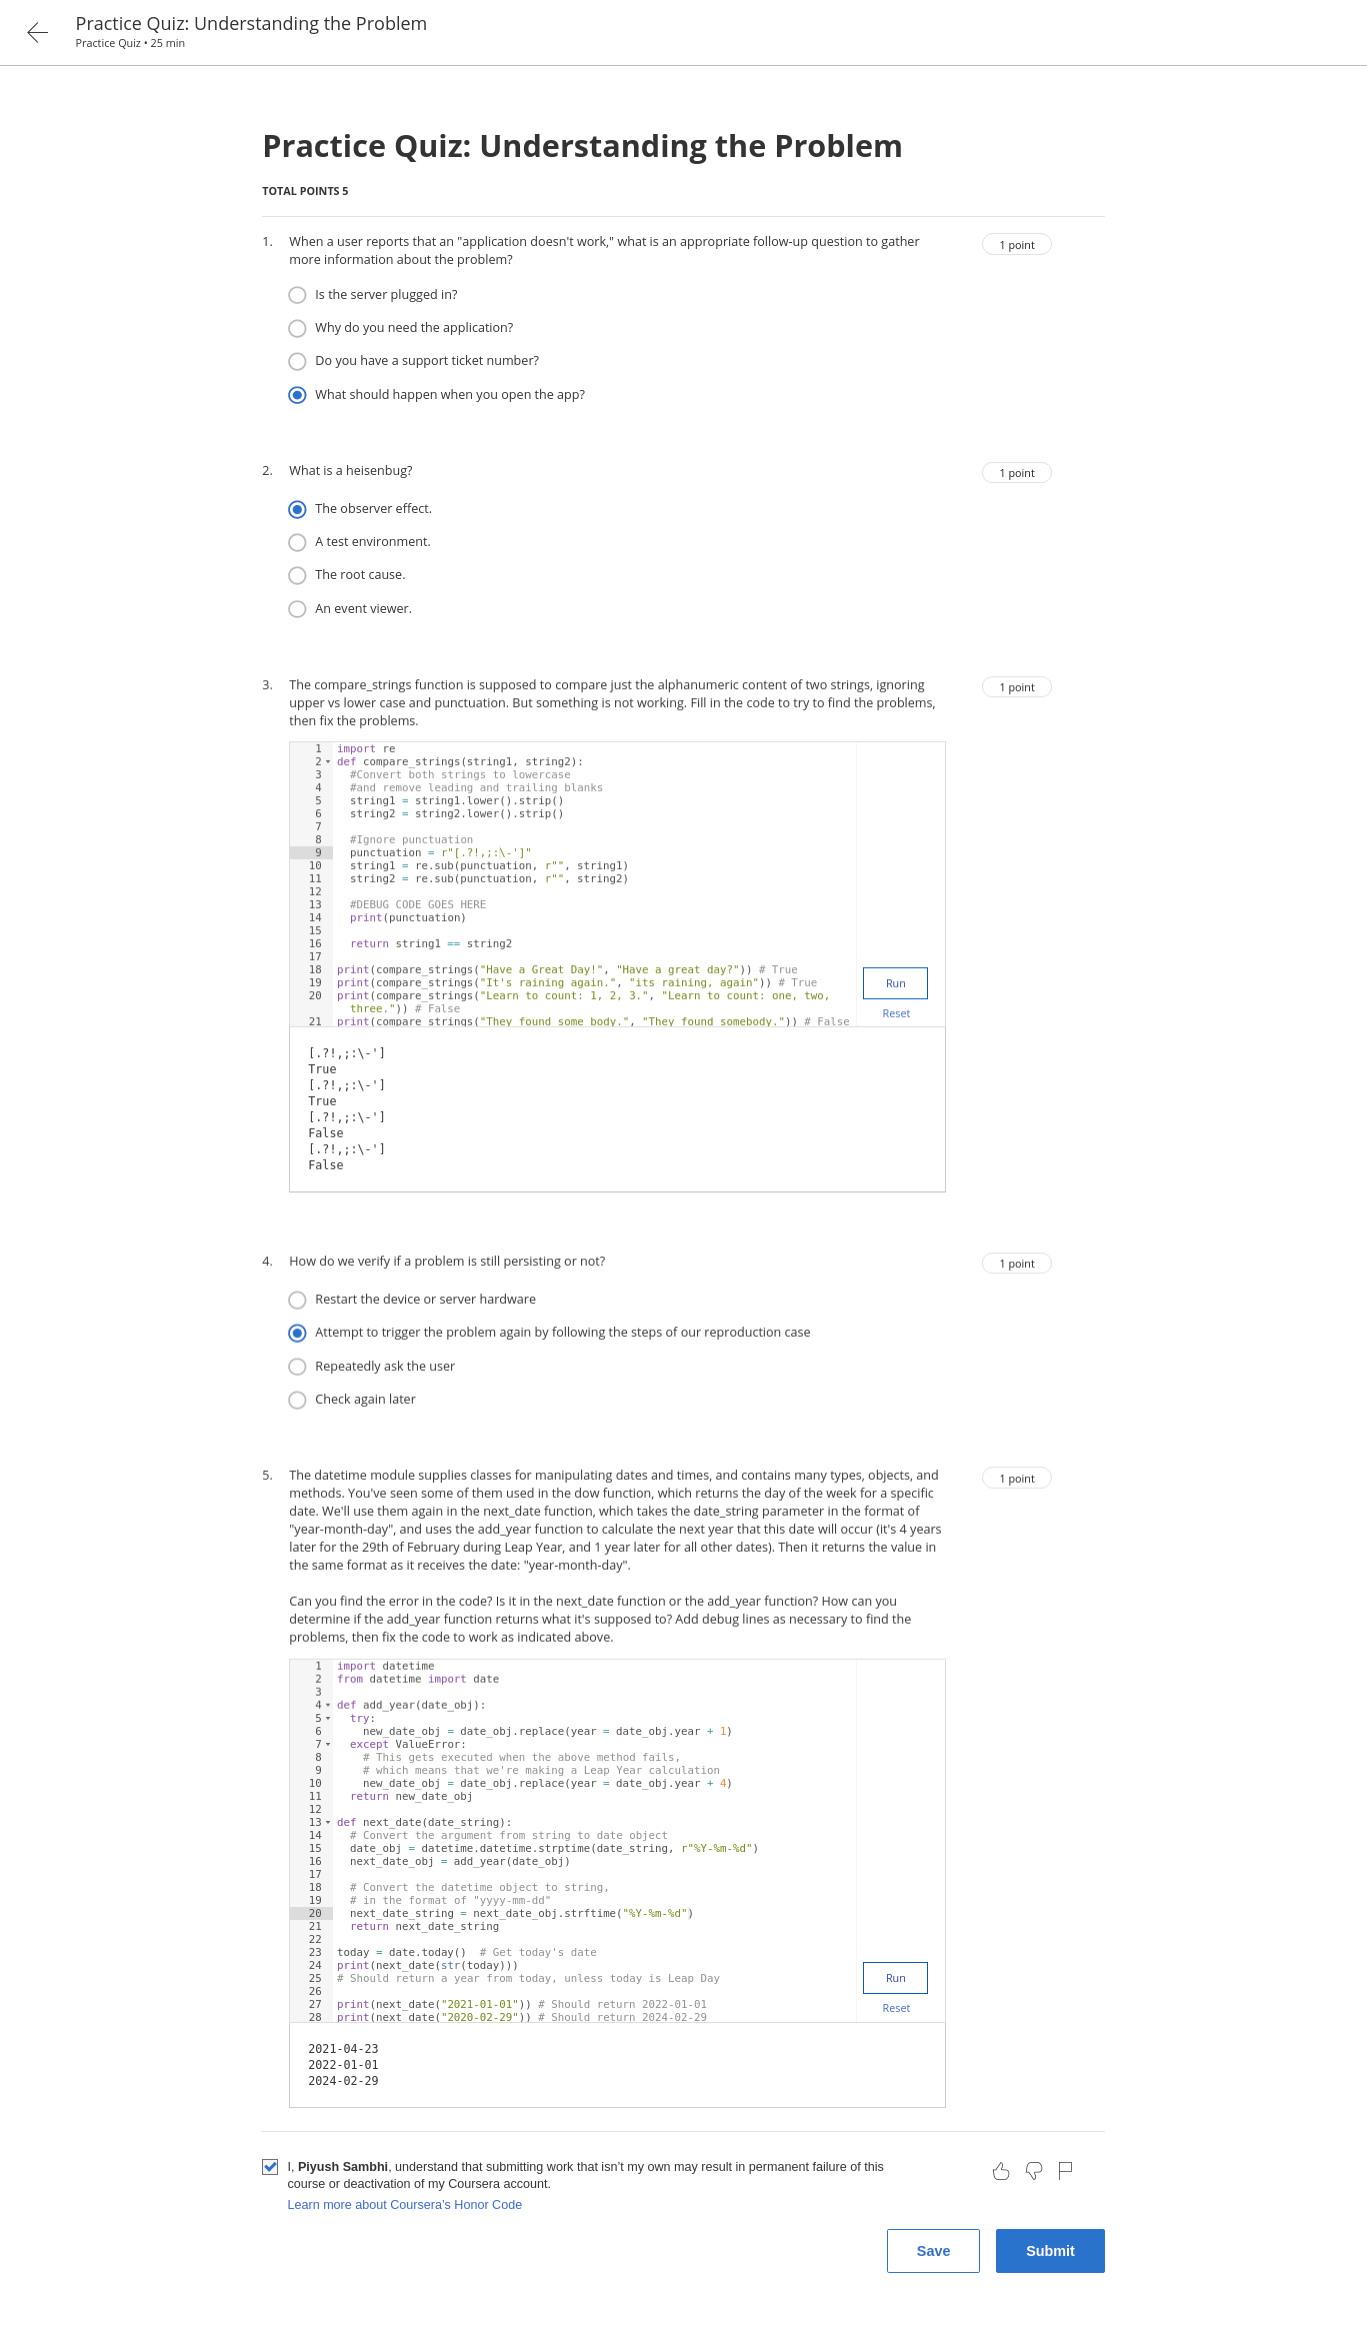 Practice Quiz: Understanding the Problem
Practice Quiz • 25 min
Practice Quiz: Understanding the Problem
TOTAL POINTS 5
1. When a user reports that an "application doesn't work," what is an appropriate follow-up question to gather
more information about the problem?
1 point
Is the server plugged in?
Why do you need the application?
Do you have a support ticket number?
What should happen when you open the app?
2. What is a heisenbug?
1 point
The observer effect.
A test environment.
The root cause.
An event viewer.
3. The compare_strings function is supposed to compare just the alphanumeric content of two strings, ignoring
upper vs lower case and punctuation. But something is not working. Fill in the code to try to find the problems,
then fix the problems.
1 point
1 import re
2 def compare_strings(string1, string2):
3   #Convert both strings to lowercase
4   #and remove leading and trailing blanks
5   string1 = string1.lower().strip()
6   string2 = string2.lower().strip()
7
8   #Ignore punctuation
9   punctuation = r"[.?!,;:\-']"
10   string1 = re.sub(punctuation, r"", string1)
11   string2 = re.sub(punctuation, r"", string2)
12
13   #DEBUG CODE GOES HERE
14   print(punctuation)
15
16   return string1 == string2
17
18 print(compare_strings("Have a Great Day!", "Have a great day?")) # True
19 print(compare_strings("It's raining again.", "its raining, again")) # True
20 print(compare_strings("Learn to count: 1, 2, 3.", "Learn to count: one, two,
three.")) # False
21 print(compare_strings("They found some body.", "They found somebody.")) # False
Run
Reset
[.?!,;:\-']
True
[.?!,;:\-']
True
[.?!,;:\-']
False
[.?!,;:\-']
False
4. How do we verify if a problem is still persisting or not?
1 point
Restart the device or server hardware
Attempt to trigger the problem again by following the steps of our reproduction case
Repeatedly ask the user
Check again later
5. The datetime module supplies classes for manipulating dates and times, and contains many types, objects, and
methods. You've seen some of them used in the dow function, which returns the day of the week for a specific
date. We'll use them again in the next_date function, which takes the date_string parameter in the format of
"year-month-day", and uses the add_year function to calculate the next year that this date will occur (it's 4 years
later for the 29th of February during Leap Year, and 1 year later for all other dates). Then it returns the value in
the same format as it receives the date: "year-month-day".
1 point
Can you find the error in the code? Is it in the next_date function or the add_year function? How can you
determine if the add_year function returns what it's supposed to? Add debug lines as necessary to find the
problems, then fix the code to work as indicated above.
1 import datetime
2 from datetime import date
3
4 def add_year(date_obj):
5   try:
6     new_date_obj = date_obj.replace(year = date_obj.year + 1)
7   except ValueError:
8     # This gets executed when the above method fails,
9     # which means that we're making a Leap Year calculation
10     new_date_obj = date_obj.replace(year = date_obj.year + 4)
11   return new_date_obj
12
13 def next_date(date_string):
14   # Convert the argument from string to date object
15   date_obj = datetime.datetime.strptime(date_string, r"%Y-%m-%d")
16   next_date_obj = add_year(date_obj)
17
18   # Convert the datetime object to string,
19   # in the format of "yyyy-mm-dd"
20   next_date_string = next_date_obj.strftime("%Y-%m-%d")
21   return next_date_string
22
23 today = date.today()  # Get today's date
24 print(next_date(str(today)))
25 # Should return a year from today, unless today is Leap Day
26
27 print(next_date("2021-01-01")) # Should return 2022-01-01
28 print(next_date("2020-02-29")) # Should return 2024-02-29
Run
Reset
2021-04-23
2022-01-01
2024-02-29
I, Piyush Sambhi, understand that submitting work that isn’t my own may result in permanent failure of this
course or deactivation of my Coursera account.
Learn more about Coursera’s Honor Code
Save
Submit